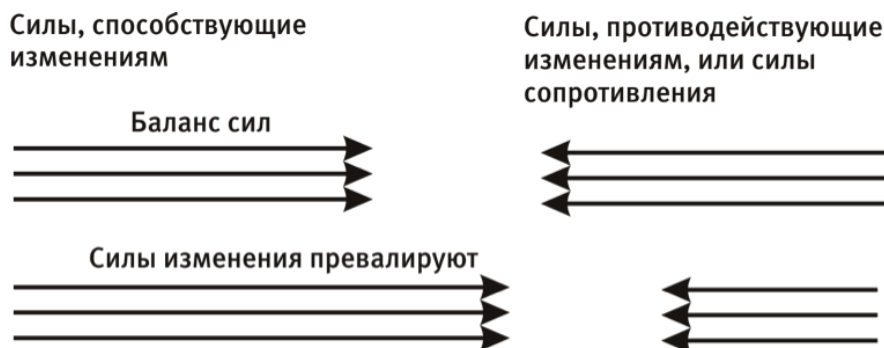 Силы, способствующие
изменениям
Силы, противодействующие
изменениям, или силы
сопротивления
Баланс сил
Силы изменения превалируют